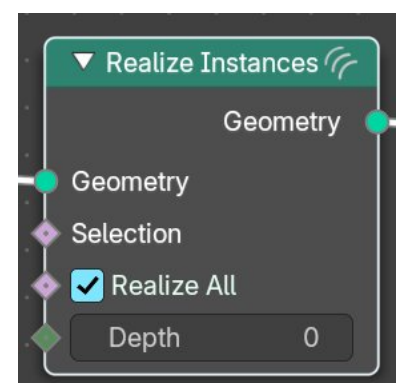 Realize Instances
Geometry
Geometry
Selection
Realize All
Depth 0